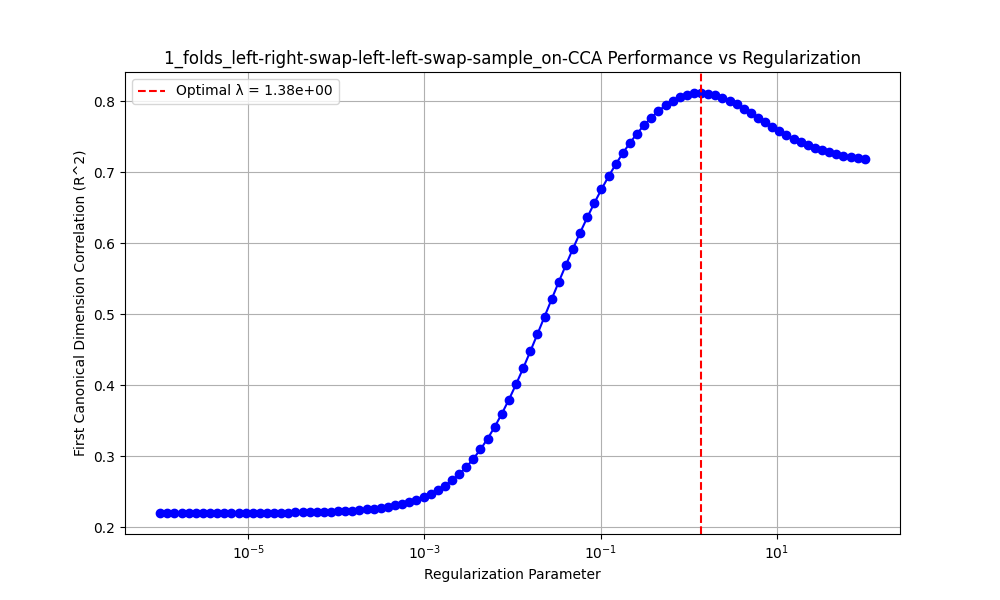 1_folds_left-right-swap-left-left-swap-sample_on-CCA Performance vs Regularization
Optimal λ = 1.38e+00
First Canonical Dimension Correlation (R^2)
0.8
0.7
0.6
0.5
0.4
0.3
0.2
10⁻⁵ 10⁻³ 10⁻¹ 10¹
Regularization Parameter